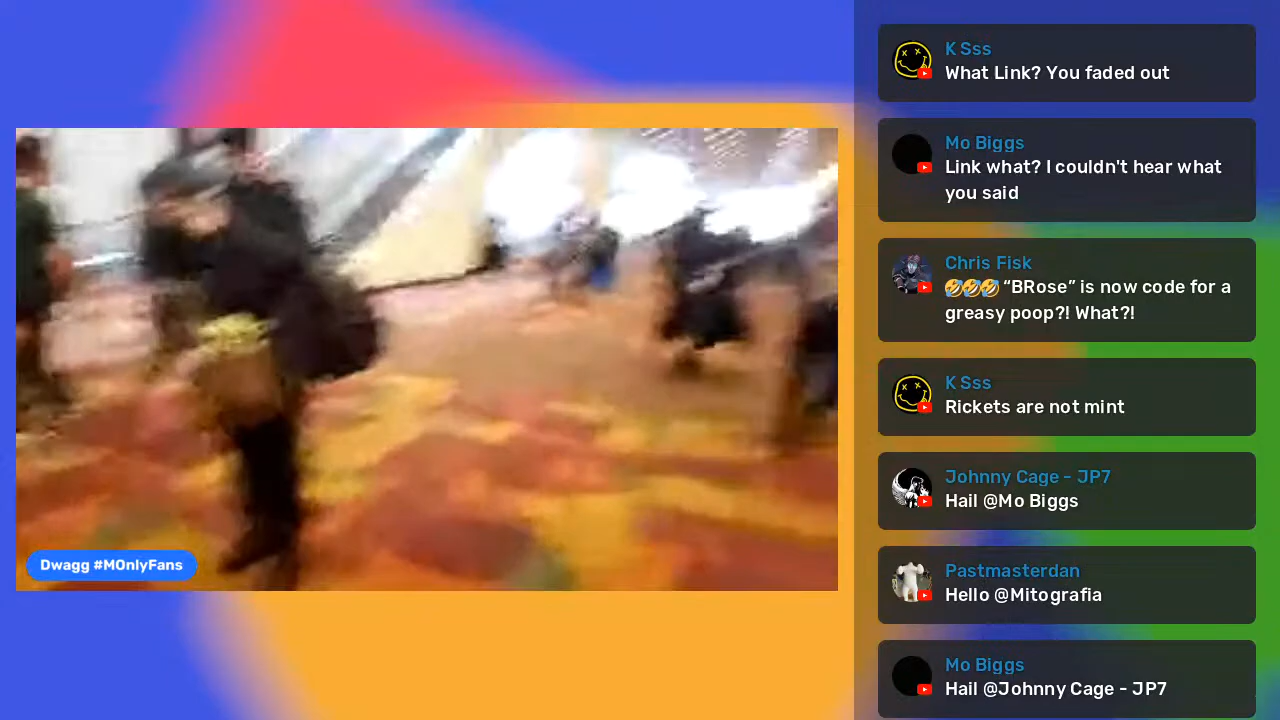 K Sss
What Link? You faded out
Mo Biggs
Link what? I couldn't hear what
you said
Chris Fisk
🤣🤣🤣 “BRose” is now code for a
greasy poop?! What?!
K Sss
Rickets are not mint
Johnny Cage - JP7
Hail @Mo Biggs
Pastmasterdan
Hello @Mitografia
Mo Biggs
Hail @Johnny Cage - JP7
Dwagg #MOnlyFans